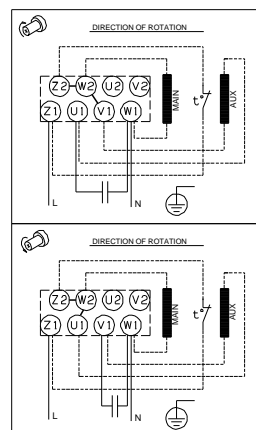 DIRECTION OF ROTATION
Z2 W2 U2 V2
Z1 U1 V1 W1
MAIN
t°
AUX
L
N
DIRECTION OF ROTATION
Z2 W2 U2 V2
Z1 U1 V1 W1
MAIN
t°
AUX
L
N